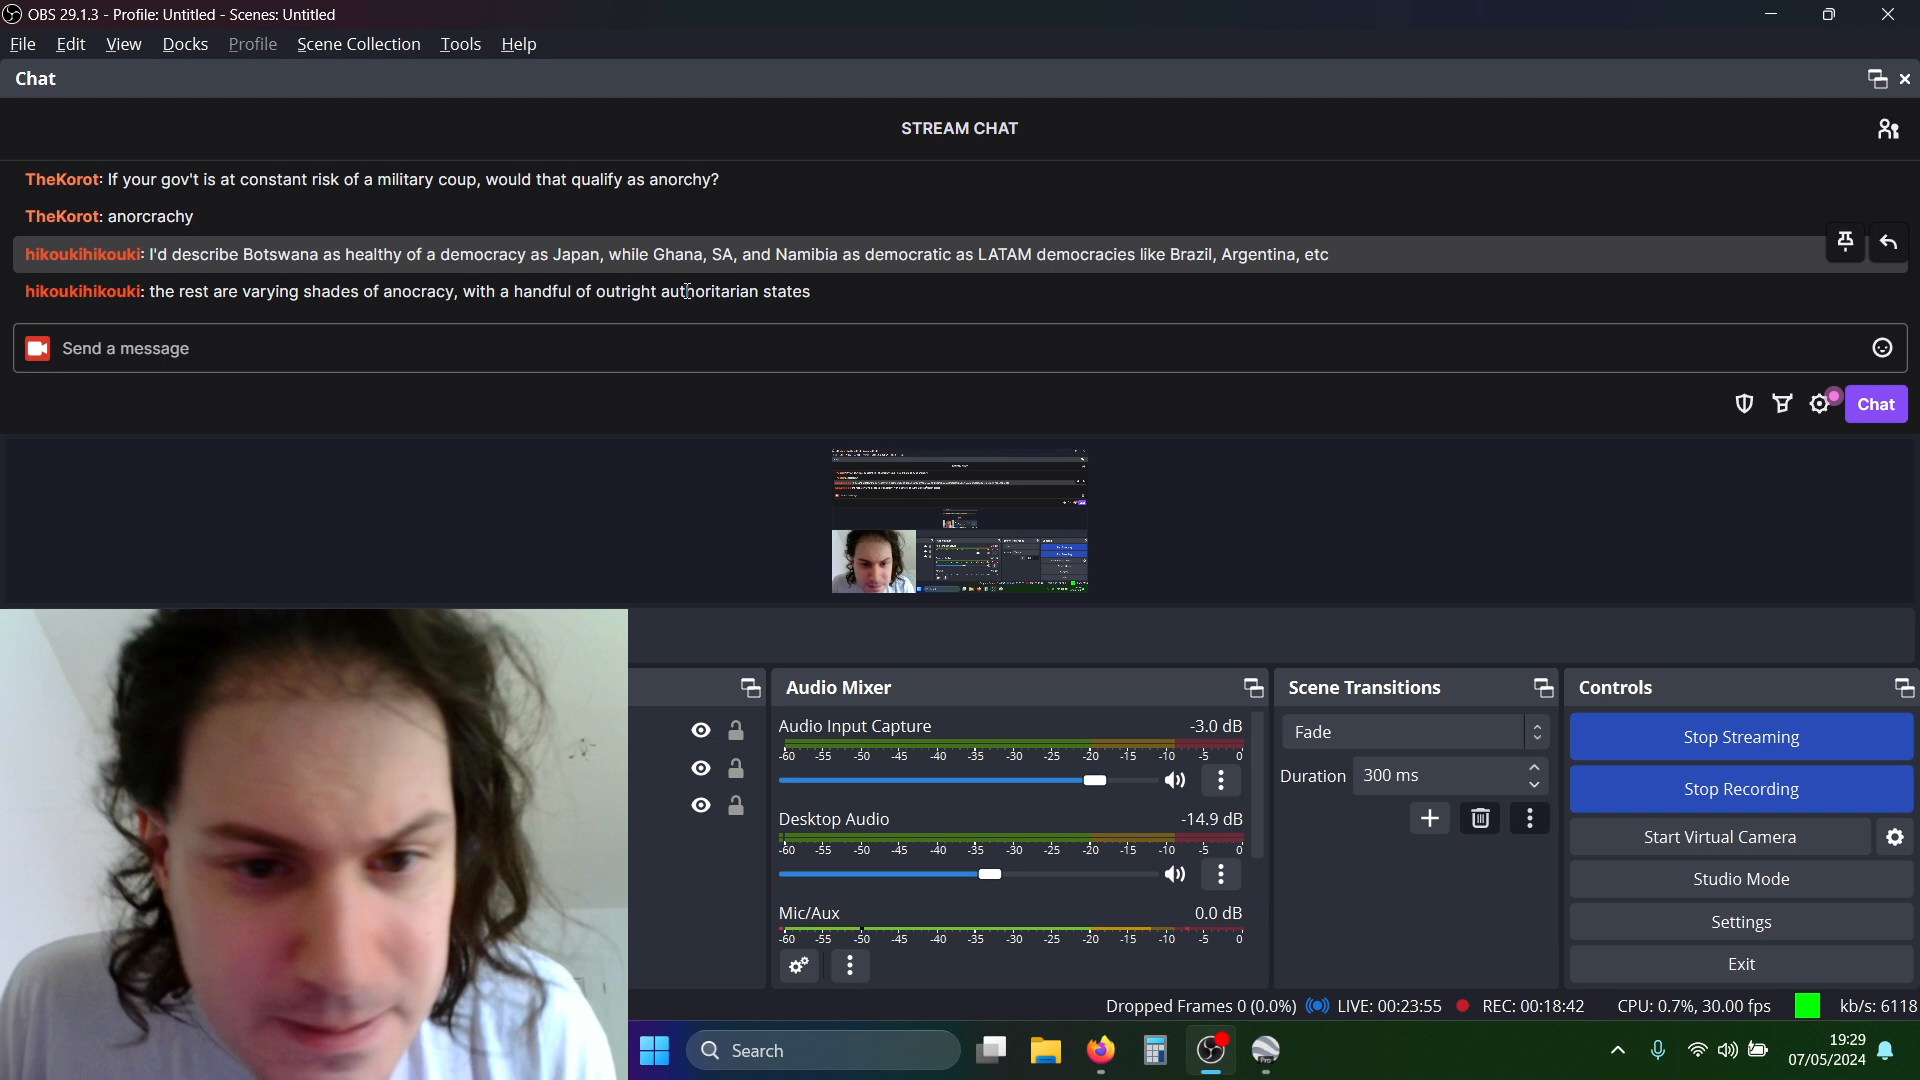 OBS 29.1.3 - Profile: Untitled - Scenes: Untitled
File Edit View Docks Profile Scene Collection Tools Help
Chat
STREAM CHAT
TheKorot: If your gov't is at constant risk of a military coup, would that qualify as anorchy?
TheKorot: anorcrachy
hikoukihikouki: I'd describe Botswana as healthy of a democracy as Japan, while Ghana, SA, and Namibia as democratic as LATAM democracies like Brazil, Argentina, etc
hikoukihikouki: the rest are varying shades of anocracy, with a handful of outright authoritarian states
Send a message
Chat
Audio Mixer
Audio Input Capture -3.0 dB
-60 -55 -50 -45 -40 -35 -30 -25 -20 -15 -10 -5 0
Desktop Audio -14.9 dB
-60 -55 -50 -45 -40 -35 -30 -25 -20 -15 -10 -5 0
Mic/Aux 0.0 dB
-60 -55 -50 -45 -40 -35 -30 -25 -20 -15 -10 -5 0
Scene Transitions
Fade
Duration 300 ms
Controls
Stop Streaming
Stop Recording
Start Virtual Camera
Studio Mode
Settings
Exit
Dropped Frames 0 (0.0%) LIVE: 00:23:55 REC: 00:18:42 CPU: 0.7%, 30.00 fps kb/s: 6118
Search
Pro
19:29
07/05/2024